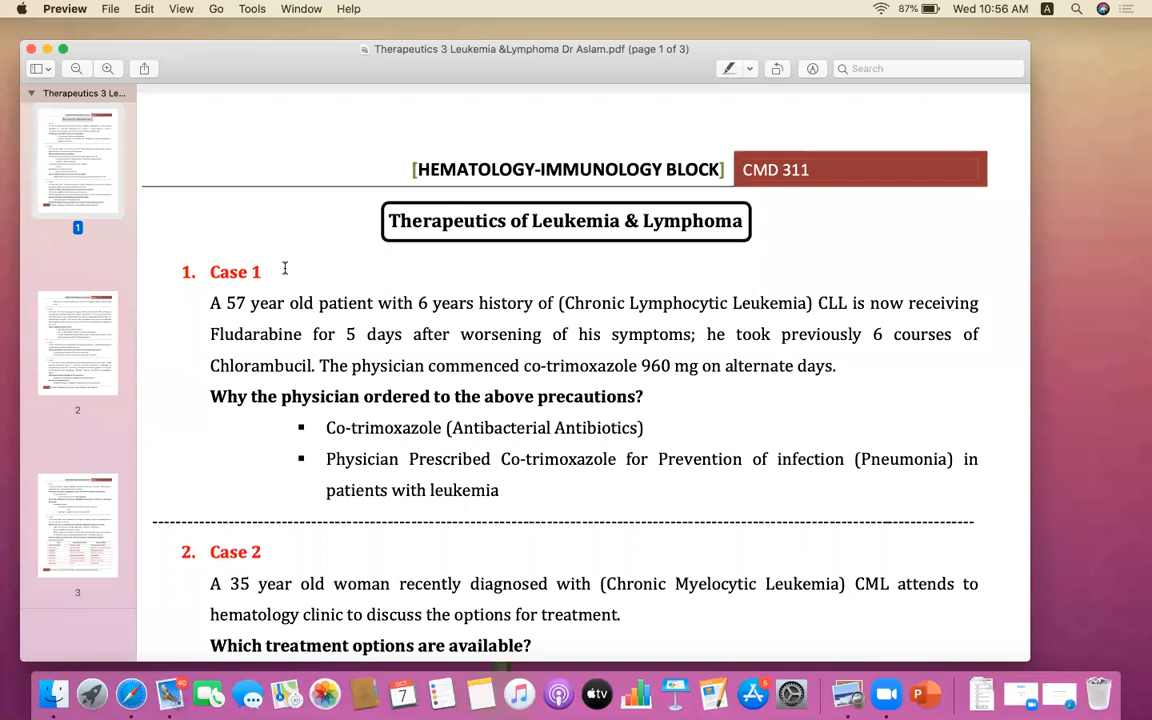 Preview File Edit View Go Tools Window Help 87% Wed 10:56 AM A
Therapeutics 3 Leukemia &Lymphoma Dr Aslam.pdf (page 1 of 3)
Search
Therapeutics 3 Le...
[HEMATOLOGY-IMMUNOLOGY BLOCK] CMD 311
Therapeutics of Leukemia & Lymphoma
1. Case 1
A 57 year old patient with 6 years history of (Chronic Lymphocytic Leukemia) CLL is now receiving
Fludarabine for 5 days after worsening of his symptoms; he took previously 6 courses of
Chlorambucil. The physician commenced co-trimoxazole 960 mg on alternate days.
Why the physician ordered to the above precautions?
▪ Co-trimoxazole (Antibacterial Antibiotics)
▪ Physician Prescribed Co-trimoxazole for Prevention of infection (Pneumonia) in
patients with leukemia
2. Case 2
A 35 year old woman recently diagnosed with (Chronic Myelocytic Leukemia) CML attends to
hematology clinic to discuss the options for treatment.
Which treatment options are available?
1
2
3
40
OCT
7
tv
P
DOCX